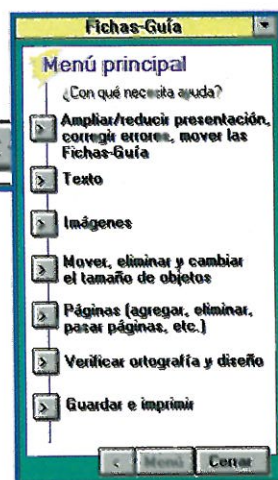 Fichas-Guía
Menú principal
¿Con qué necesita ayuda?
Ampliar/reducir presentación,
corregir errores, mover las
Fichas-Guía
Texto
Imágenes
Mover, eliminar y cambiar
el tamaño de objetos
Páginas (agregar, eliminar,
pasar páginas, etc.)
Verificar ortografía y diseño
Guardar e imprimir
< Menú Cerrar